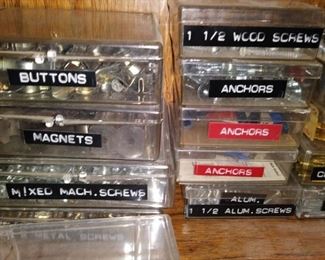 BUTTONS
MAGNETS
MIXED MACH. SCREWS
METAL SCREWS
1 1/2 WOOD SCREWS
ANCHORS
ANCHORS
ANCHORS
ALUM.
1 1/2 ALUM. SCREWS